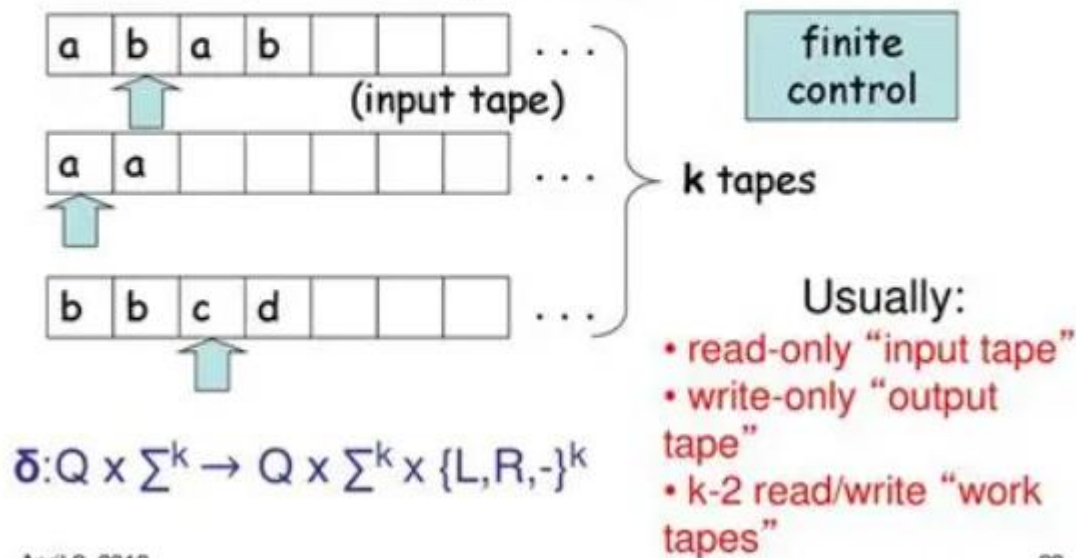 a b a b . . .
(input tape)
finite
control
a a . . .
k tapes
b b c d . . .
Usually:
• read-only “input tape”
• write-only “output
tape”
• k-2 read/write “work
tapes”
δ:Q x ∑ᵏ → Q x ∑ᵏ x {L,R,-}ᵏ